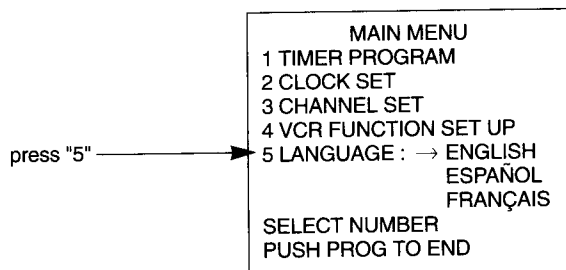 MAIN MENU
1 TIMER PROGRAM
2 CLOCK SET
3 CHANNEL SET
4 VCR FUNCTION SET UP
press "5" 5 LANGUAGE : → ENGLISH
ESPAÑOL
FRANÇAIS
SELECT NUMBER
PUSH PROG TO END